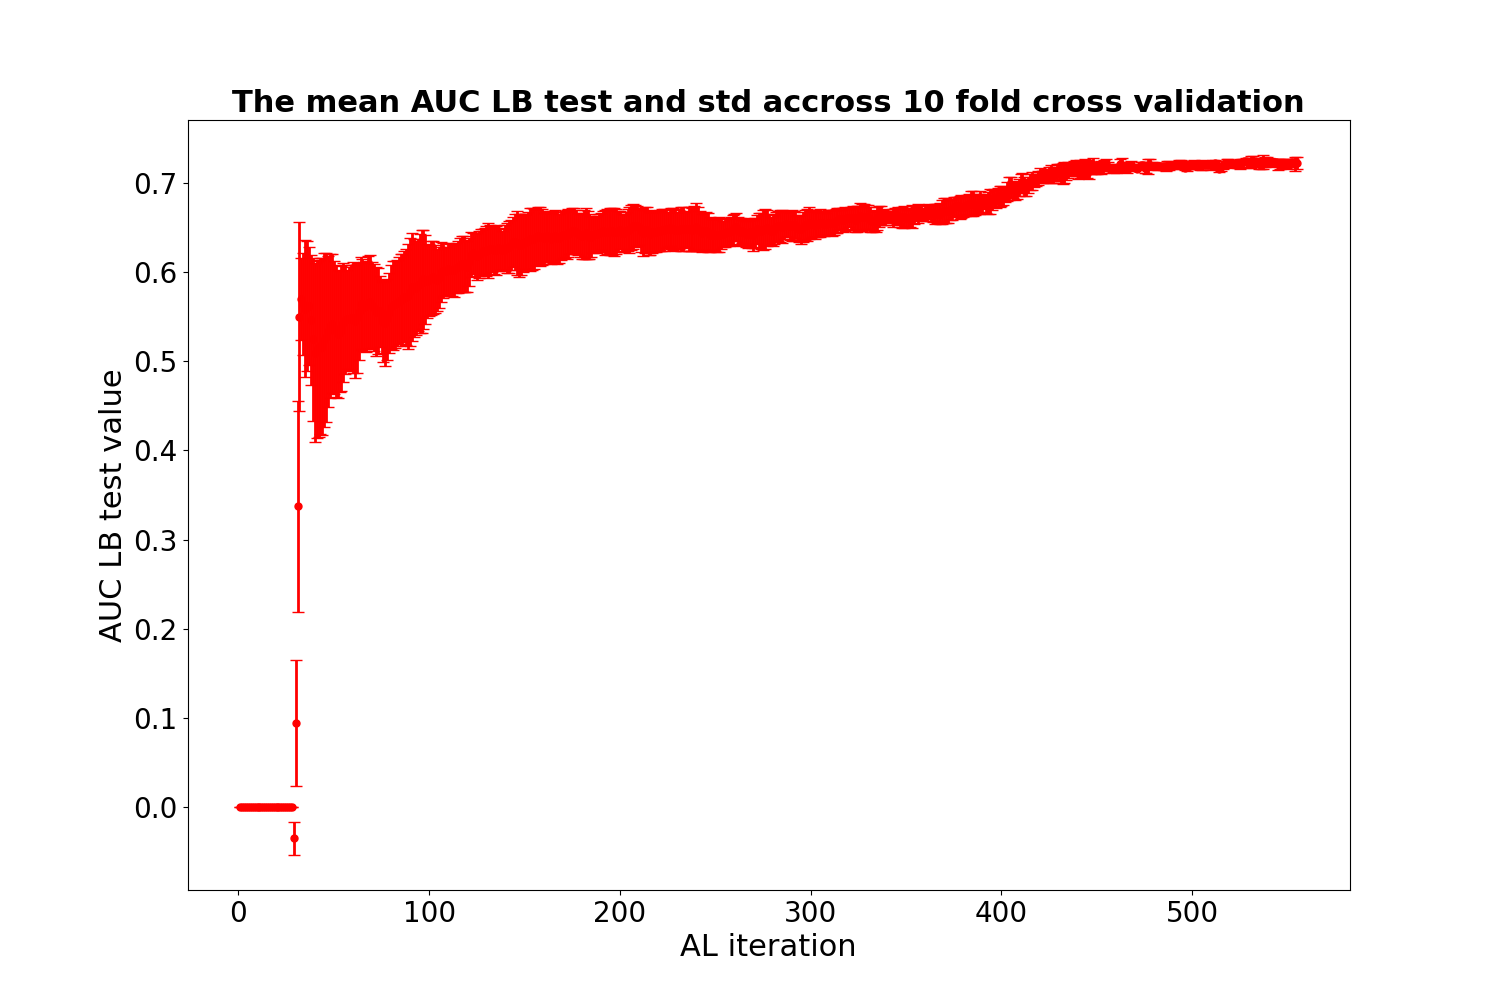 The mean AUC LB test and std accross 10 fold cross validation
AUC LB test value
0.7
0.6
0.5
0.4
0.3
0.2
0.1
0.0
0 100 200 300 400 500
AL iteration